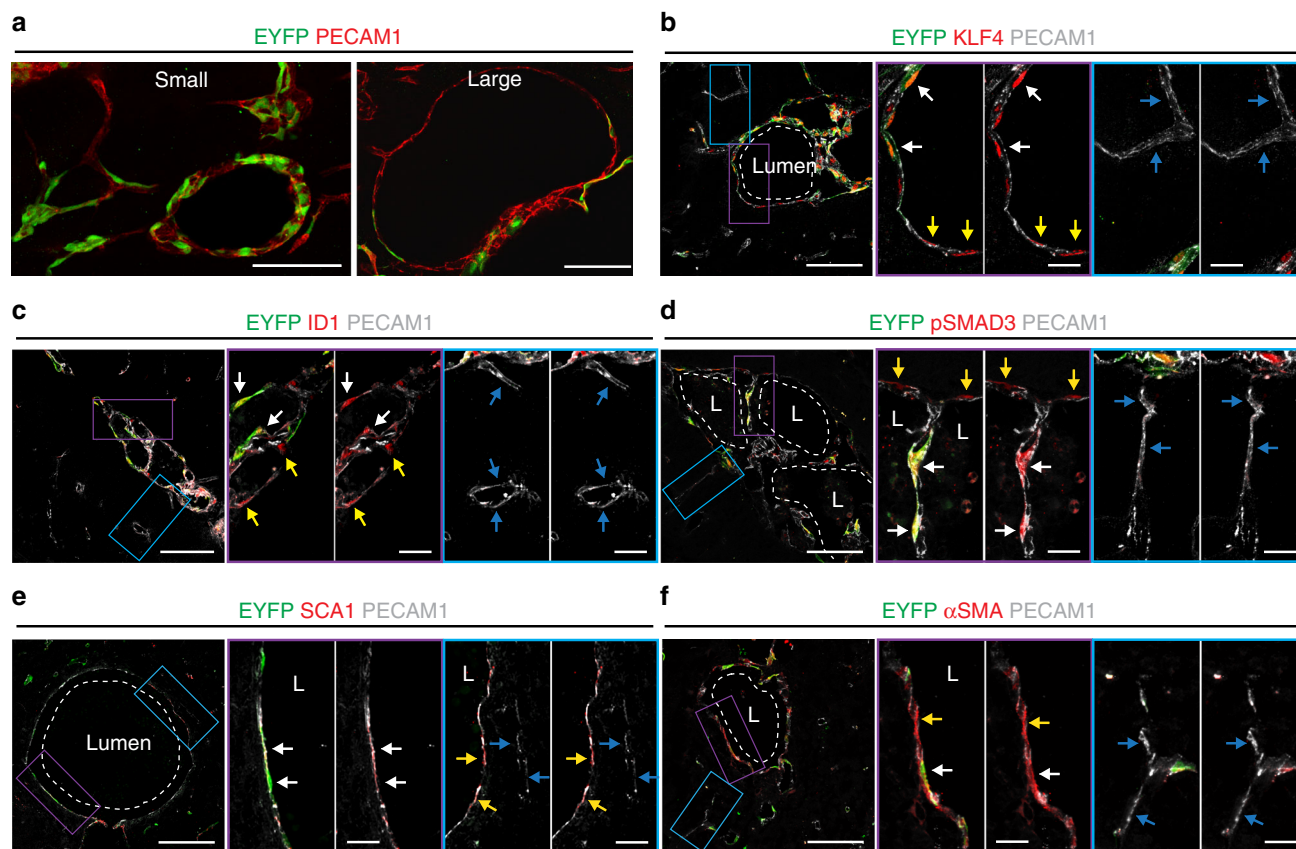 a
EYFP PECAM1
Small
Large
b
EYFP KLF4 PECAM1
Lumen
c
EYFP ID1 PECAM1
d
EYFP pSMAD3 PECAM1
L
L
L
L
L
e
EYFP SCA1 PECAM1
Lumen
L
L
f
EYFP αSMA PECAM1
L
L